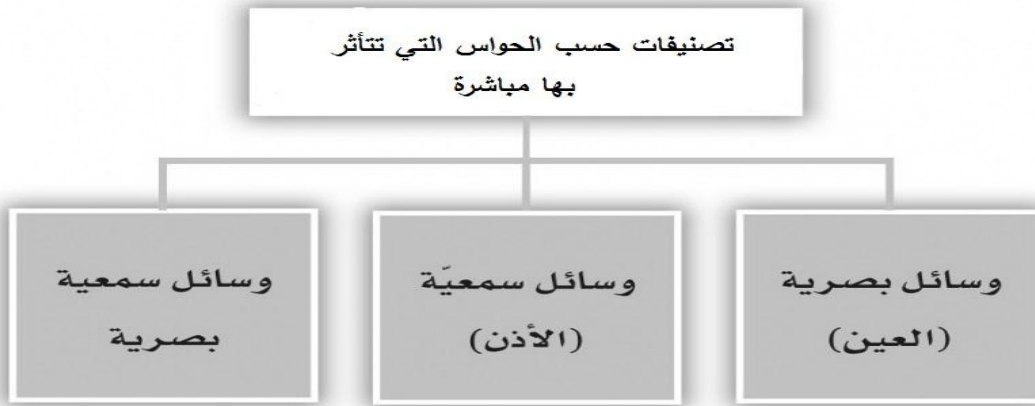 تصنيفات حسب الحواس التي تتأثر
بها مباشرة
وسائل بصرية
(العين)
وسائل سمعيّة
(الأذن)
وسائل سمعية
بصرية